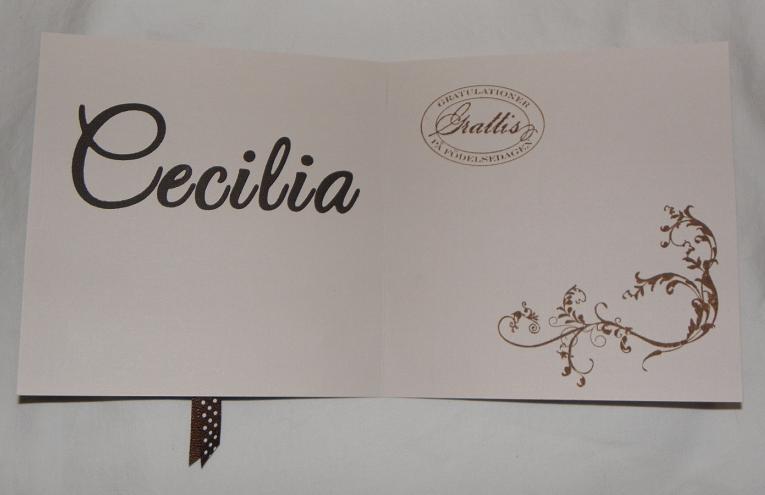 Cecilia
GRATULATIONER
Grattis
PÅ FÖDELSEDAGEN